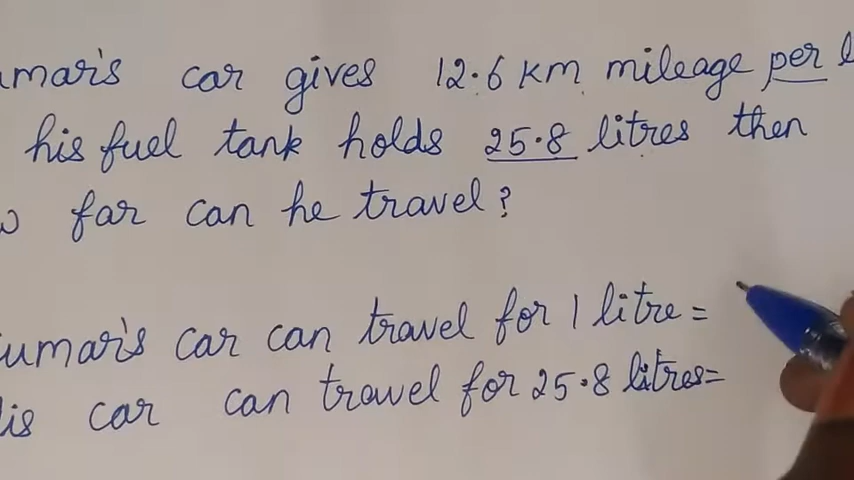 car gives 12.6 km mileage per
his fuel tank holds 25.8 litres then
far can he travel?
car can travel for 1 litre =
car can travel for 25.8 litres=